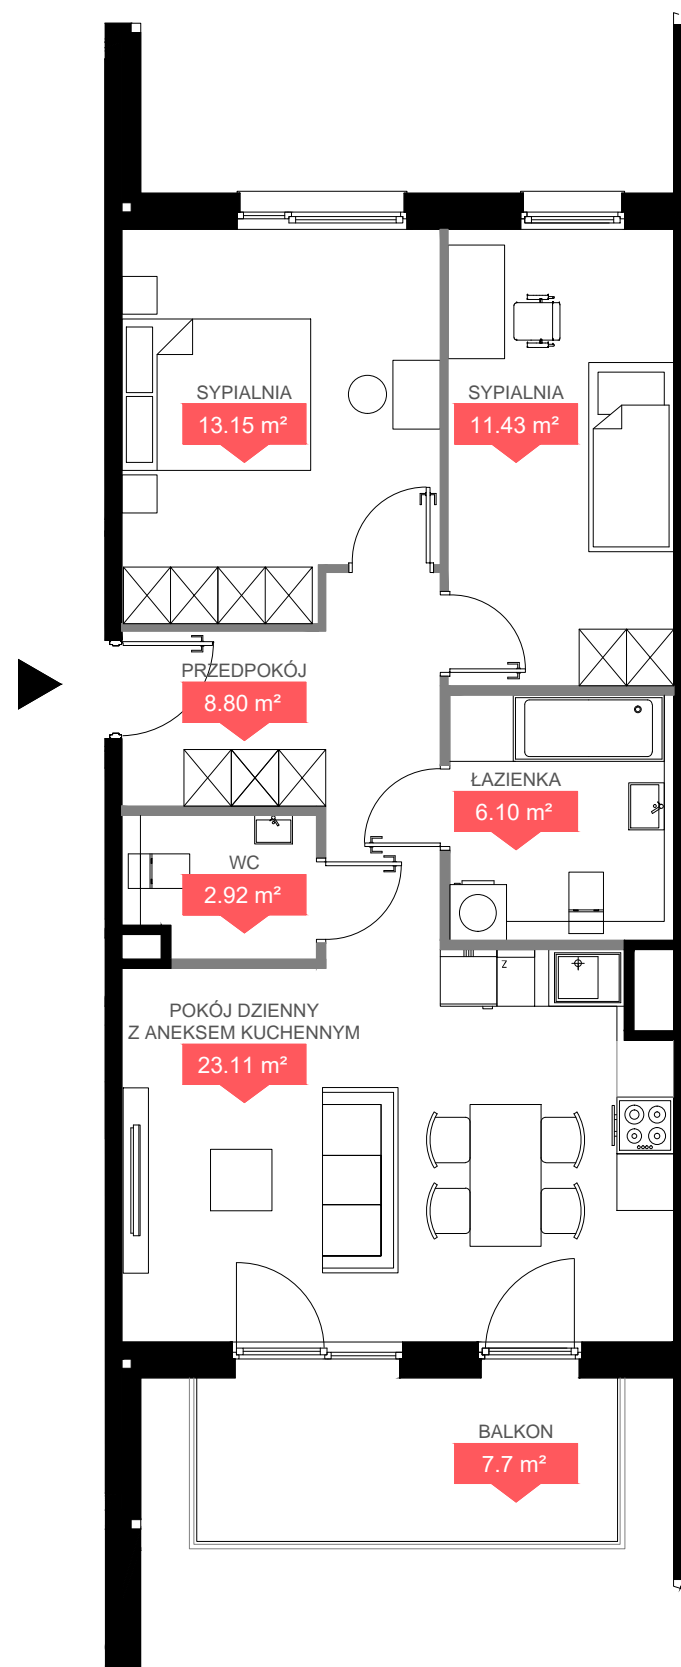 SYPIALNIA
13.15 m²
SYPIALNIA
11.43 m²
PRZEDPOKÓJ
8.80 m²
ŁAZIENKA
6.10 m²
WC
2.92 m²
Z
POKÓJ DZIENNY
Z ANEKSEM KUCHENNYM
23.11 m²
BALKON
7.7 m²